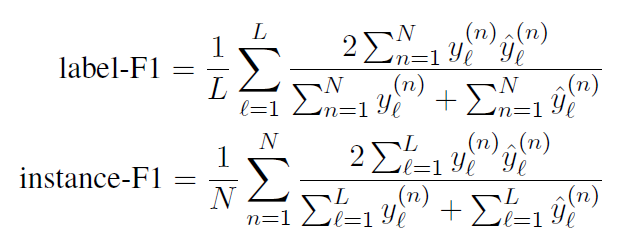 label-F1 = \frac{1}{L} \sum_{\ell=1}^{L} \frac{2 \sum_{n=1}^{N} y_{\ell}^{(n)} \hat{y}_{\ell}^{(n)}}{\sum_{n=1}^{N} y_{\ell}^{(n)} + \sum_{n=1}^{N} \hat{y}_{\ell}^{(n)}}
instance-F1 = \frac{1}{N} \sum_{n=1}^{N} \frac{2 \sum_{\ell=1}^{L} y_{\ell}^{(n)} \hat{y}_{\ell}^{(n)}}{\sum_{\ell=1}^{L} y_{\ell}^{(n)} + \sum_{\ell=1}^{L} \hat{y}_{\ell}^{(n)}}